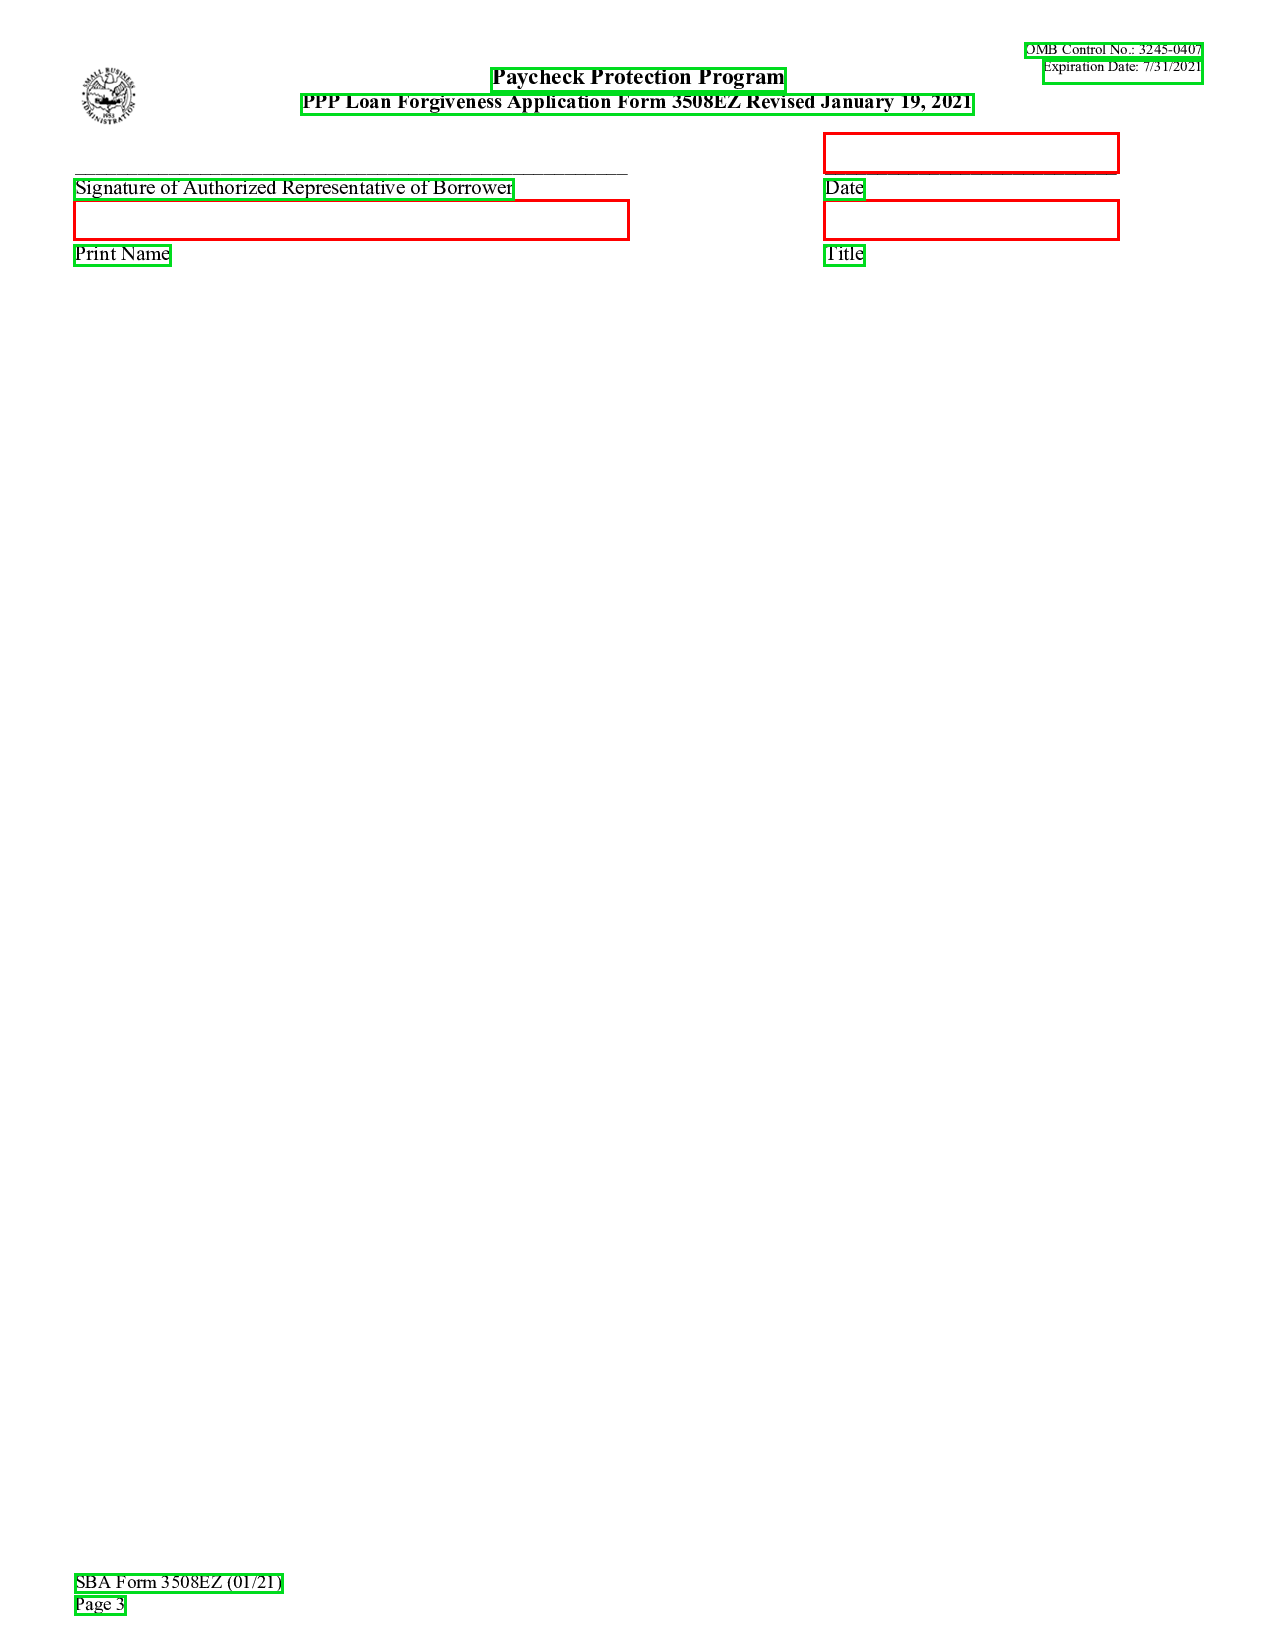 OMB Control No.: 3245-0407
Expiration Date: 7/31/2021
Paycheck Protection Program
PPP Loan Forgiveness Application Form 3508EZ Revised January 19, 2021
Signature of Authorized Representative of Borrower Date
Print Name Title
SBA Form 3508EZ (01/21)
Page 3